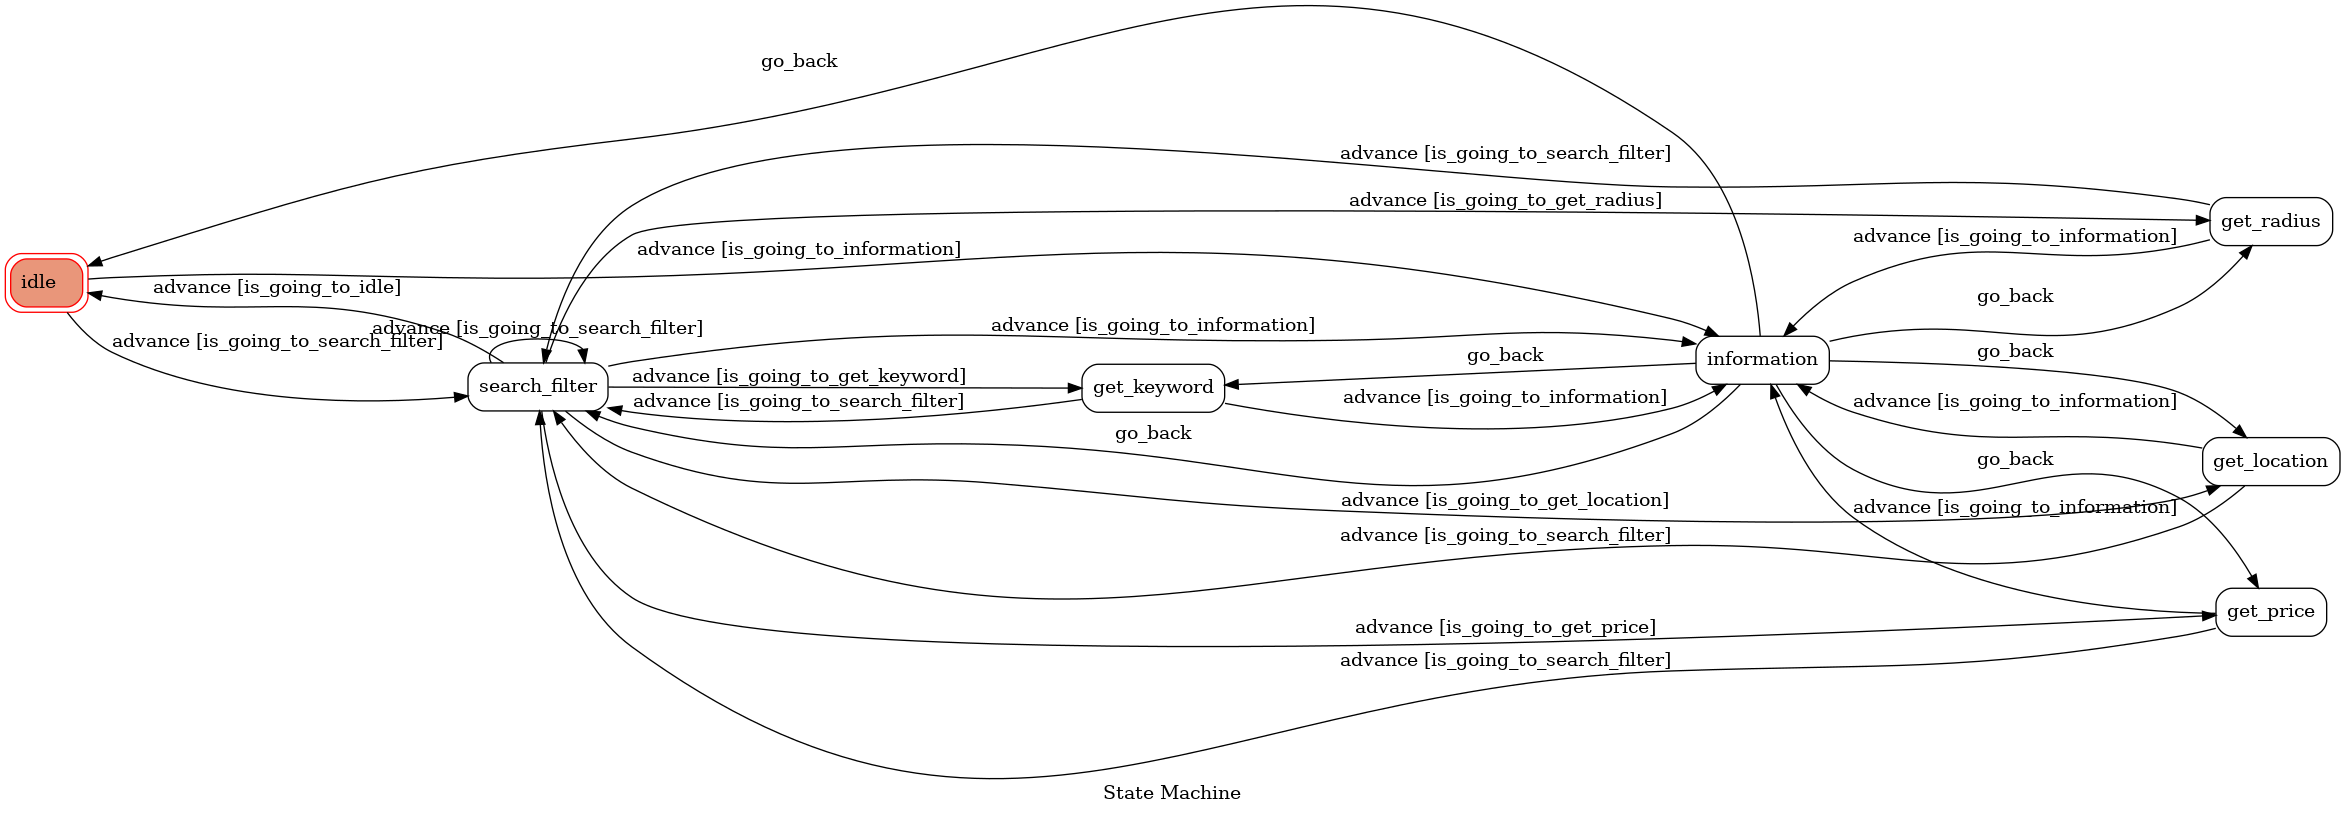 go_back
advance [is_going_to_search_filter]
advance [is_going_to_get_radius]
get_radius
advance [is_going_to_information]
advance [is_going_to_information]
idle
advance [is_going_to_idle]
go_back
advance [is_going_to_search_filter]
advance [is_going_to_information]
advance [is_going_to_search_filter]
go_back
go_back
information
advance [is_going_to_get_keyword]
search_filter
get_keyword
advance [is_going_to_search_filter]
advance [is_going_to_information]
advance [is_going_to_information]
go_back
go_back
get_location
advance [is_going_to_get_location]
advance [is_going_to_information]
advance [is_going_to_search_filter]
get_price
advance [is_going_to_get_price]
advance [is_going_to_search_filter]
State Machine